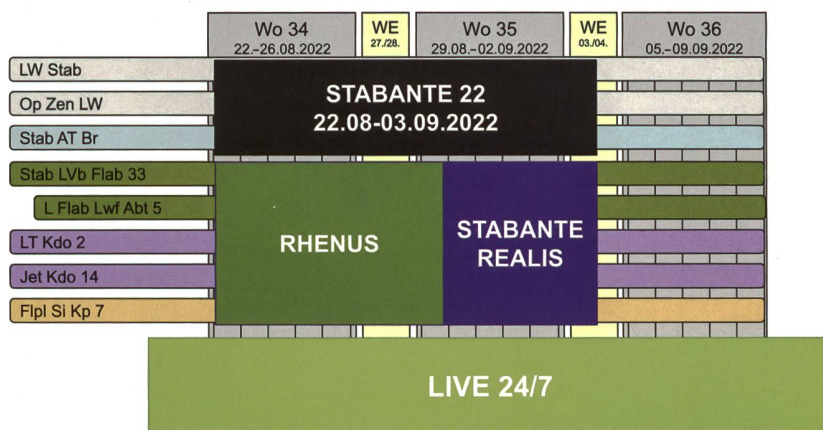 Wo 34 WE Wo 35 WE Wo 36
22.–26.08.2022 27./28. 29.08.–02.09.2022 03./04. 05.–09.09.2022
LW Stab
Op Zen LW
Stab AT Br
STABANTE 22
22.08-03.09.2022
Stab LVb Flab 33
L Flab Lwf Abt 5
LT Kdo 2
Jet Kdo 14
Flpl Si Kp 7
RHENUS
STABANTE
REALIS
LIVE 24/7